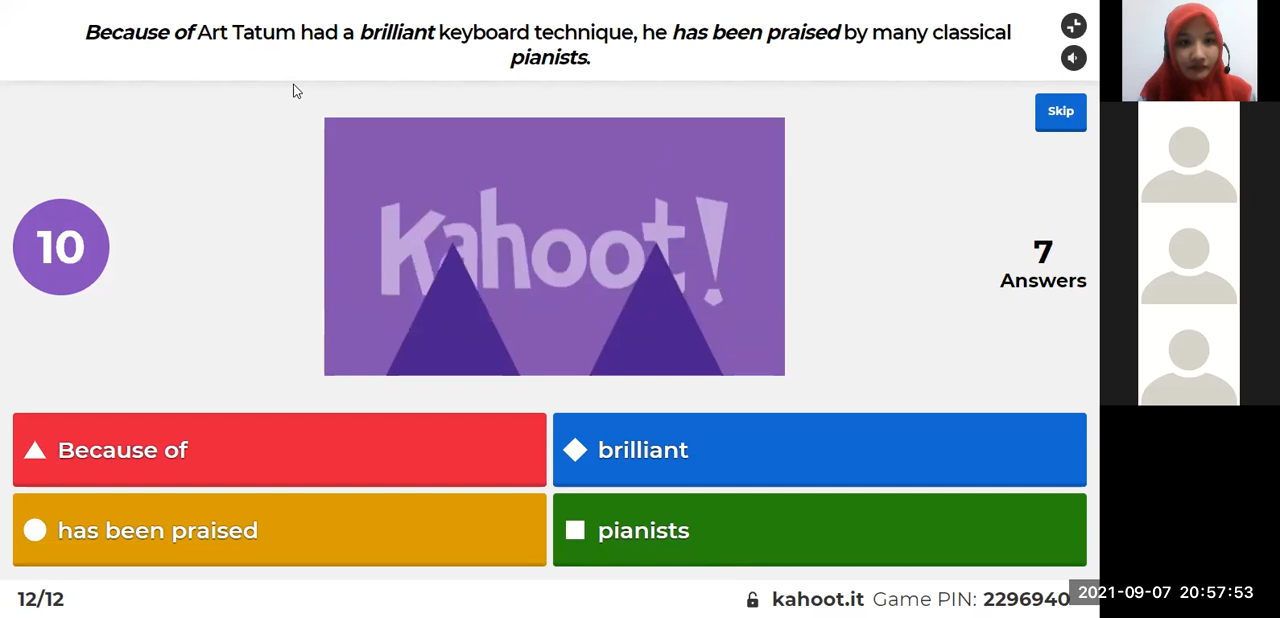 Because of Art Tatum had a brilliant keyboard technique, he has been praised by many classical
pianists.
Skip
Kahoot!
10
7
Answers
Because of
brilliant
has been praised
pianists
12/12
kahoot.it Game PIN: 2296940
2021-09-07 20:57:53